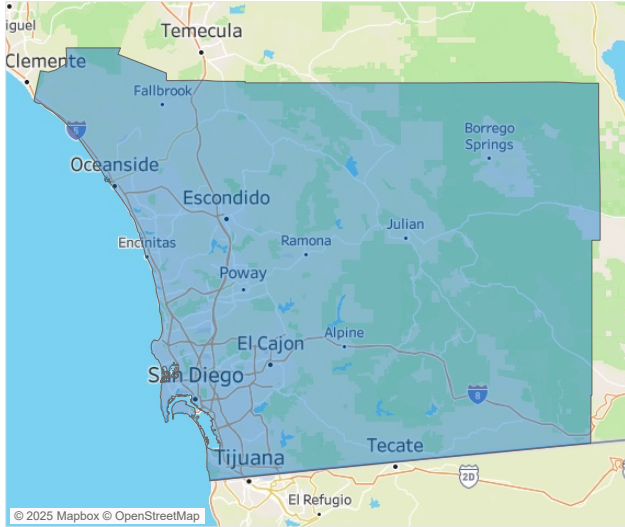 iguel
Temecula
Clemente
Fallbrook
5
Borrego
Springs
Oceanside
Escondido
Julian
Encinitas
Ramona
Poway
El Cajon
Alpine
San Diego
8
Tijuana
Tecate
2D
El Refugio
© 2025 Mapbox © OpenStreetMap